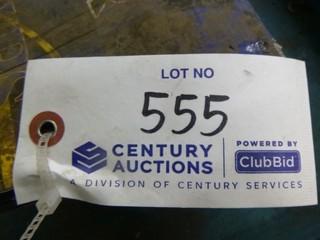 LOT NO
555
CENTURY
AUCTIONS
POWERED BY
ClubBid
A DIVISION OF CENTURY SERVICES